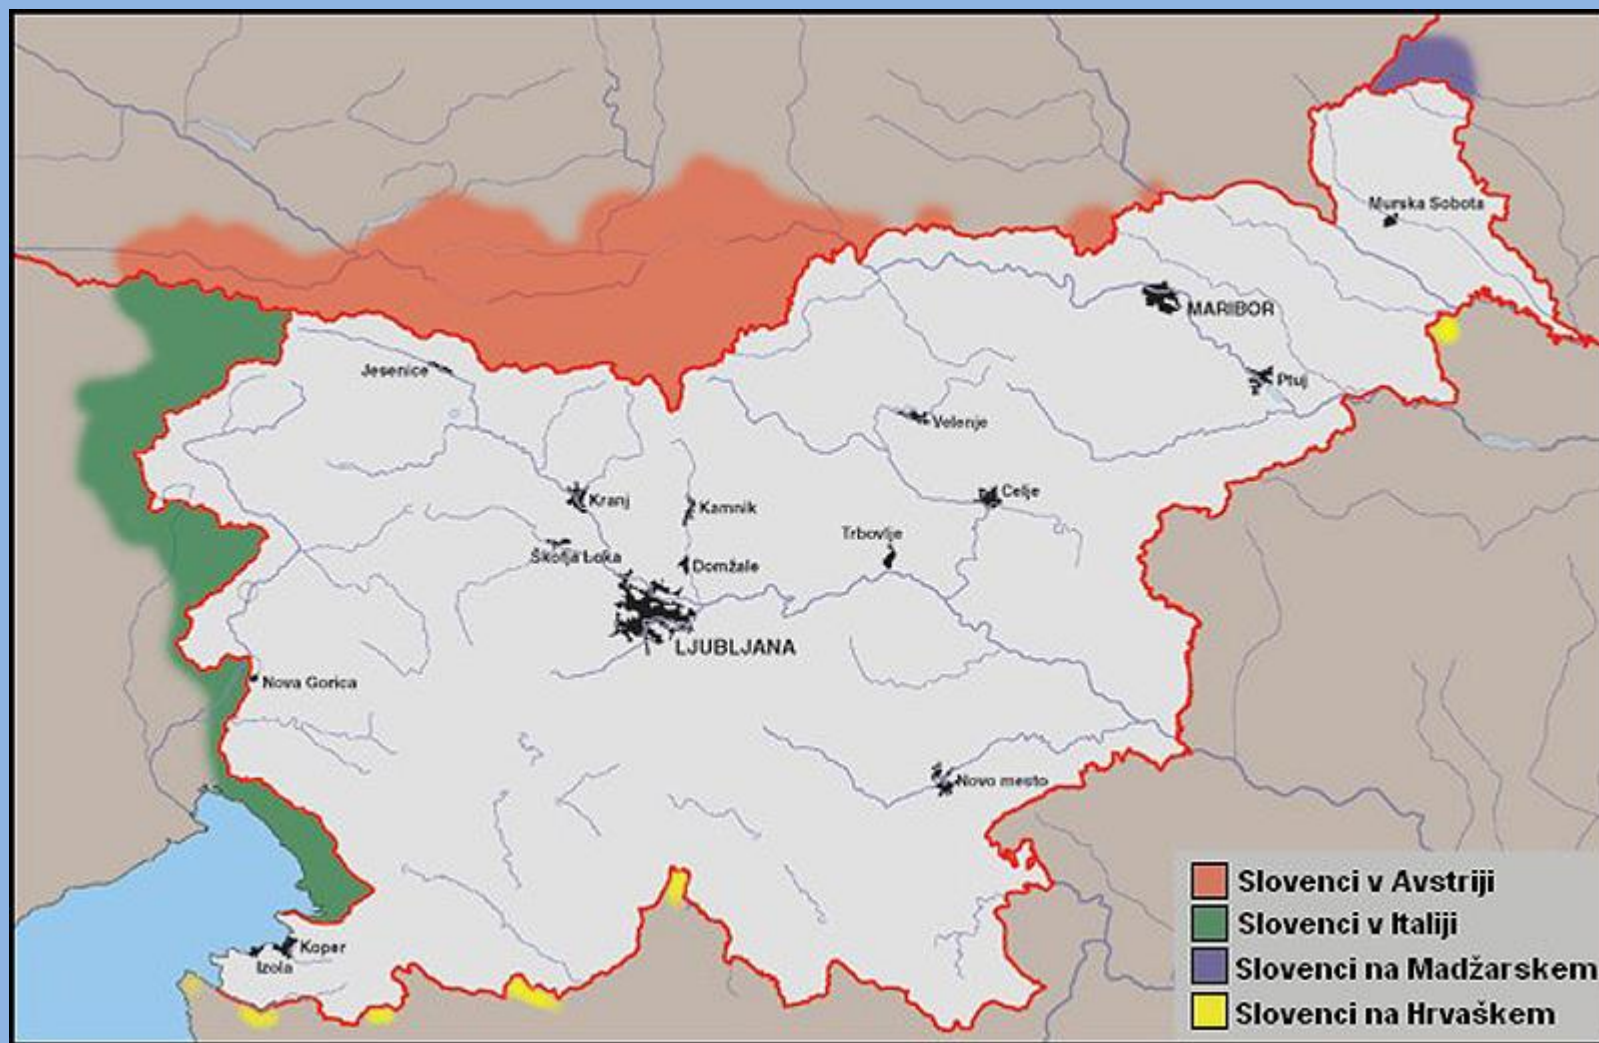 Murska Sobota
MARIBOR
Jesenice
Ptuj
Velenje
Kranj
Kamnik
Celje
Trbovlje
Škofja Loka
Domžale
LJUBLJANA
Nova Gorica
Novo mesto
Koper
Izola
Slovenci v Avstriji
Slovenci v Italiji
Slovenci na Madžarskem
Slovenci na Hrvaškem